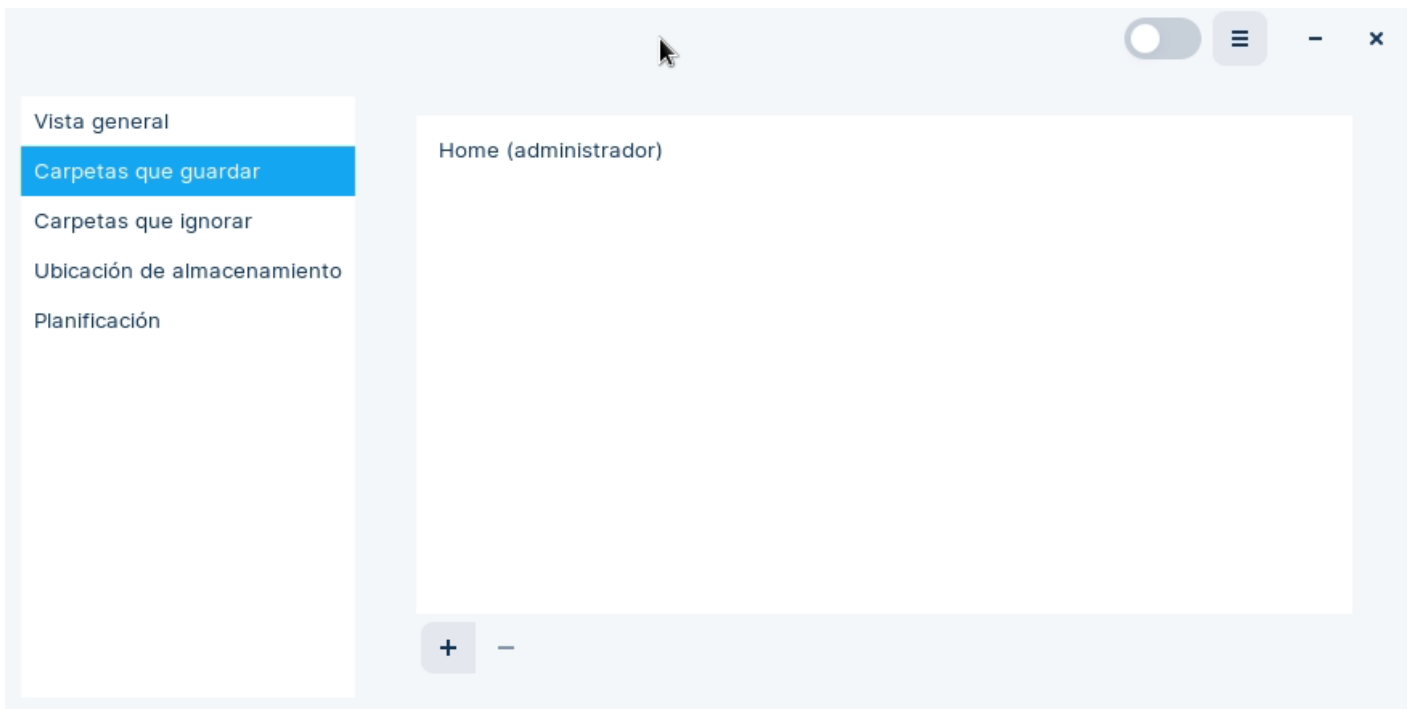 Vista general
Carpetas que guardar
Carpetas que ignorar
Ubicación de almacenamiento
Planificación
Home (administrador)